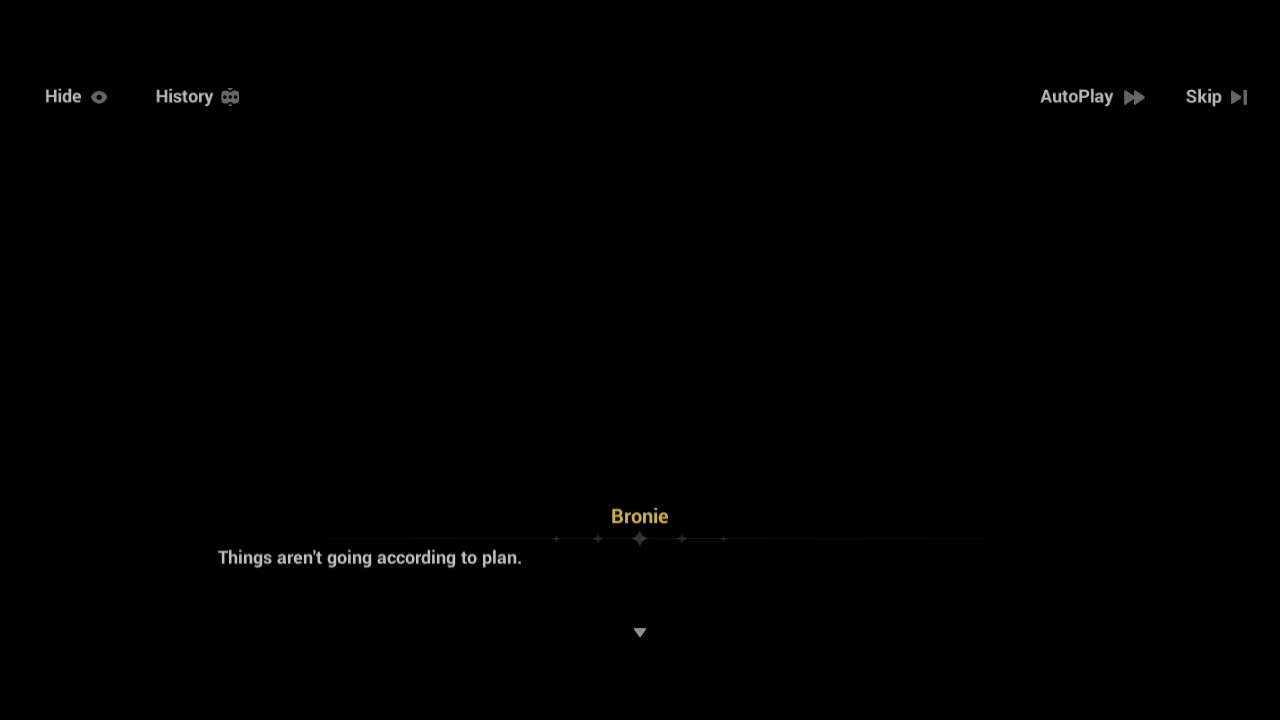 Hide
History
AutoPlay
Skip
Bronie
Things aren't going according to plan.